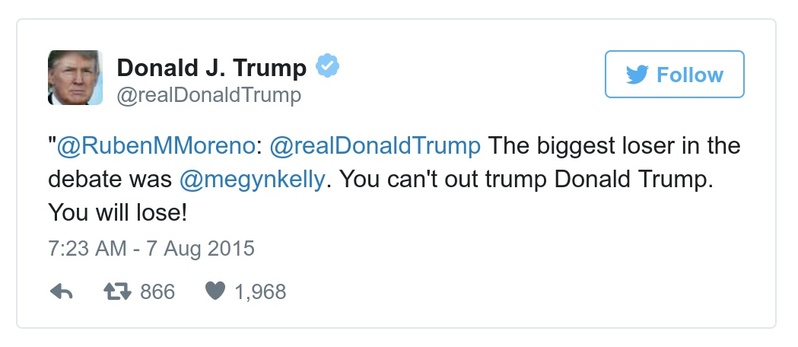 Donald J. Trump
@realDonaldTrump
Follow
"@RubenMMoreno: @realDonaldTrump The biggest loser in the
debate was @megynkelly. You can't out trump Donald Trump.
You will lose!
7:23 AM - 7 Aug 2015
866 1,968